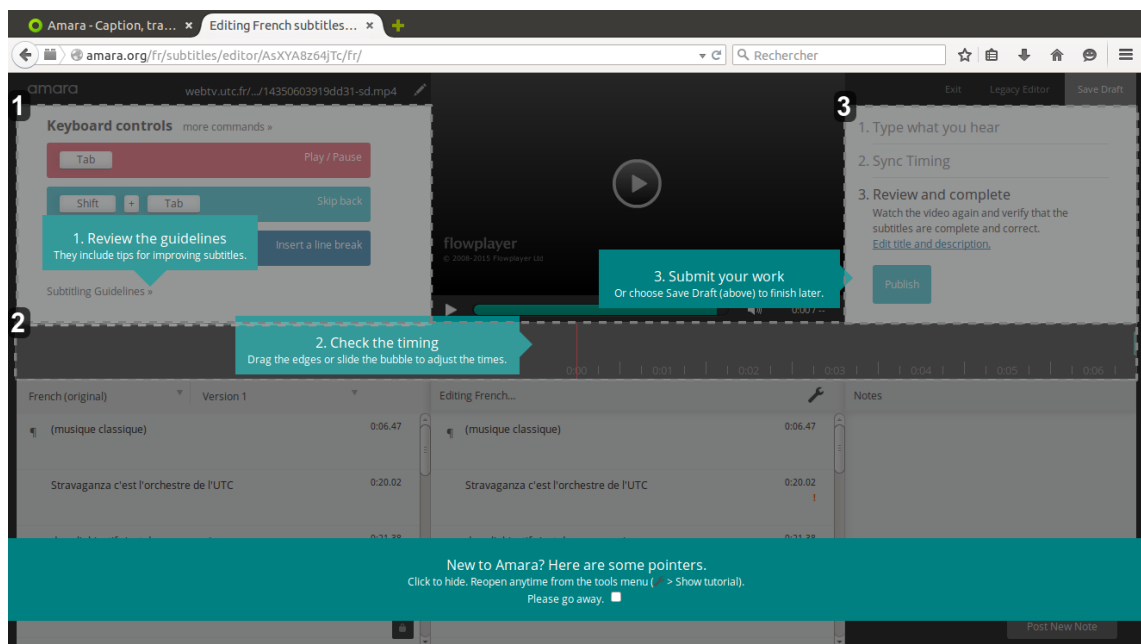 Amara - Caption, tra... ×
Editing French subtitles... ×
amara.org/fr/subtitles/editor/AsXYA8z64jTc/fr/
Rechercher
amara
webtv.utc.fr/.../14350603919dd31-sd.mp4
Exit
Legacy Editor
Save Draft
1
Keyboard controls more commands »
Tab
Play / Pause
Shift + Tab
Skip back
Insert a line break
1. Review the guidelines
They include tips for improving subtitles.
Subtitling Guidelines »
flowplayer
© 2008-2015 Flowplayer Ltd
0:00 / --
3. Submit your work
Or choose Save Draft (above) to finish later.
3
1. Type what you hear
2. Sync Timing
3. Review and complete
Watch the video again and verify that the
subtitles are complete and correct.
Edit title and description.
Publish
2
2. Check the timing
Drag the edges or slide the bubble to adjust the times.
0:00 0:01 0:02 0:03 0:04 0:05 0:06
French (original)
Version 1
Editing French...
Notes
¶ (musique classique) 0:06.47
¶ (musique classique) 0:06.47
Stravaganza c'est l'orchestre de l'UTC 0:20.02
Stravaganza c'est l'orchestre de l'UTC 0:20.02
!
0:21.38
0:21.38
New to Amara? Here are some pointers.
Click to hide. Reopen anytime from the tools menu ( > Show tutorial).
Please go away.
Post New Note